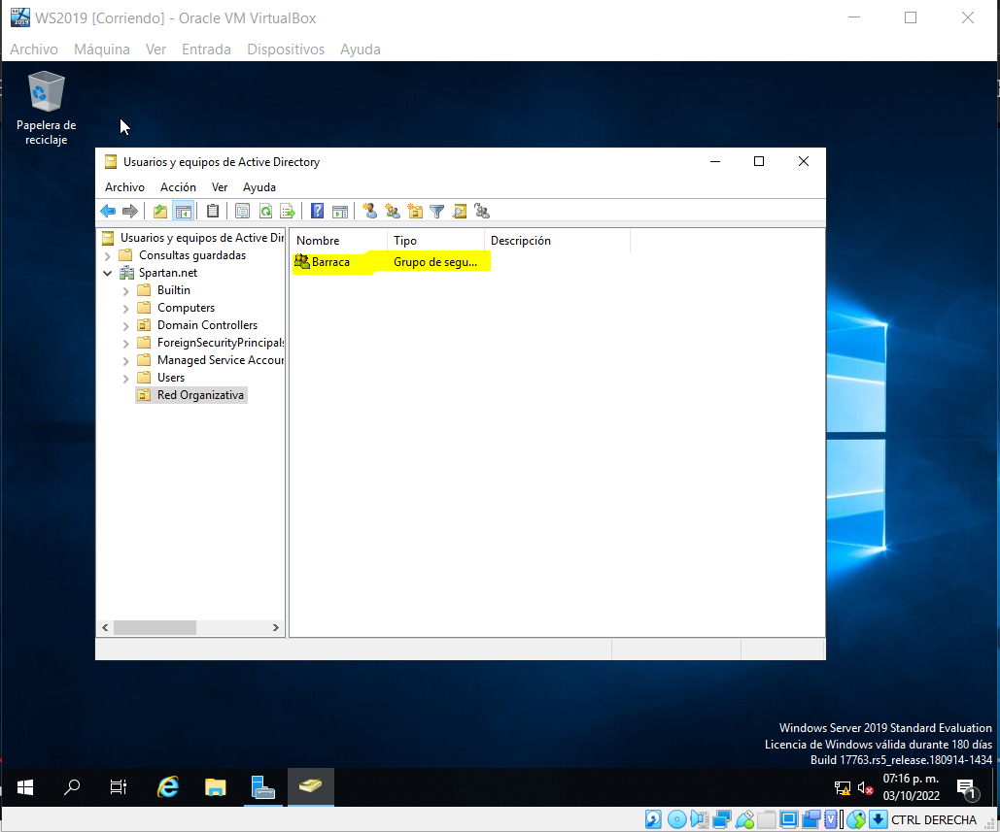 WS2019 [Corriendo] - Oracle VM VirtualBox
Archivo Máquina Ver Entrada Dispositivos Ayuda
Papelera de
reciclaje
Usuarios y equipos de Active Directory
Archivo Acción Ver Ayuda
Usuarios y equipos de Active Dir
Nombre Tipo Descripción
Consultas guardadas
Barraca Grupo de segu...
Spartan.net
Builtin
Computers
Domain Controllers
ForeignSecurityPrincipals
Managed Service Accour
Users
Red Organizativa
Windows Server 2019 Standard Evaluation
Licencia de Windows válida durante 180 días
Build 17763.rs5_release.180914-1434
07:16 p. m.
03/10/2022
1
CTRL DERECHA